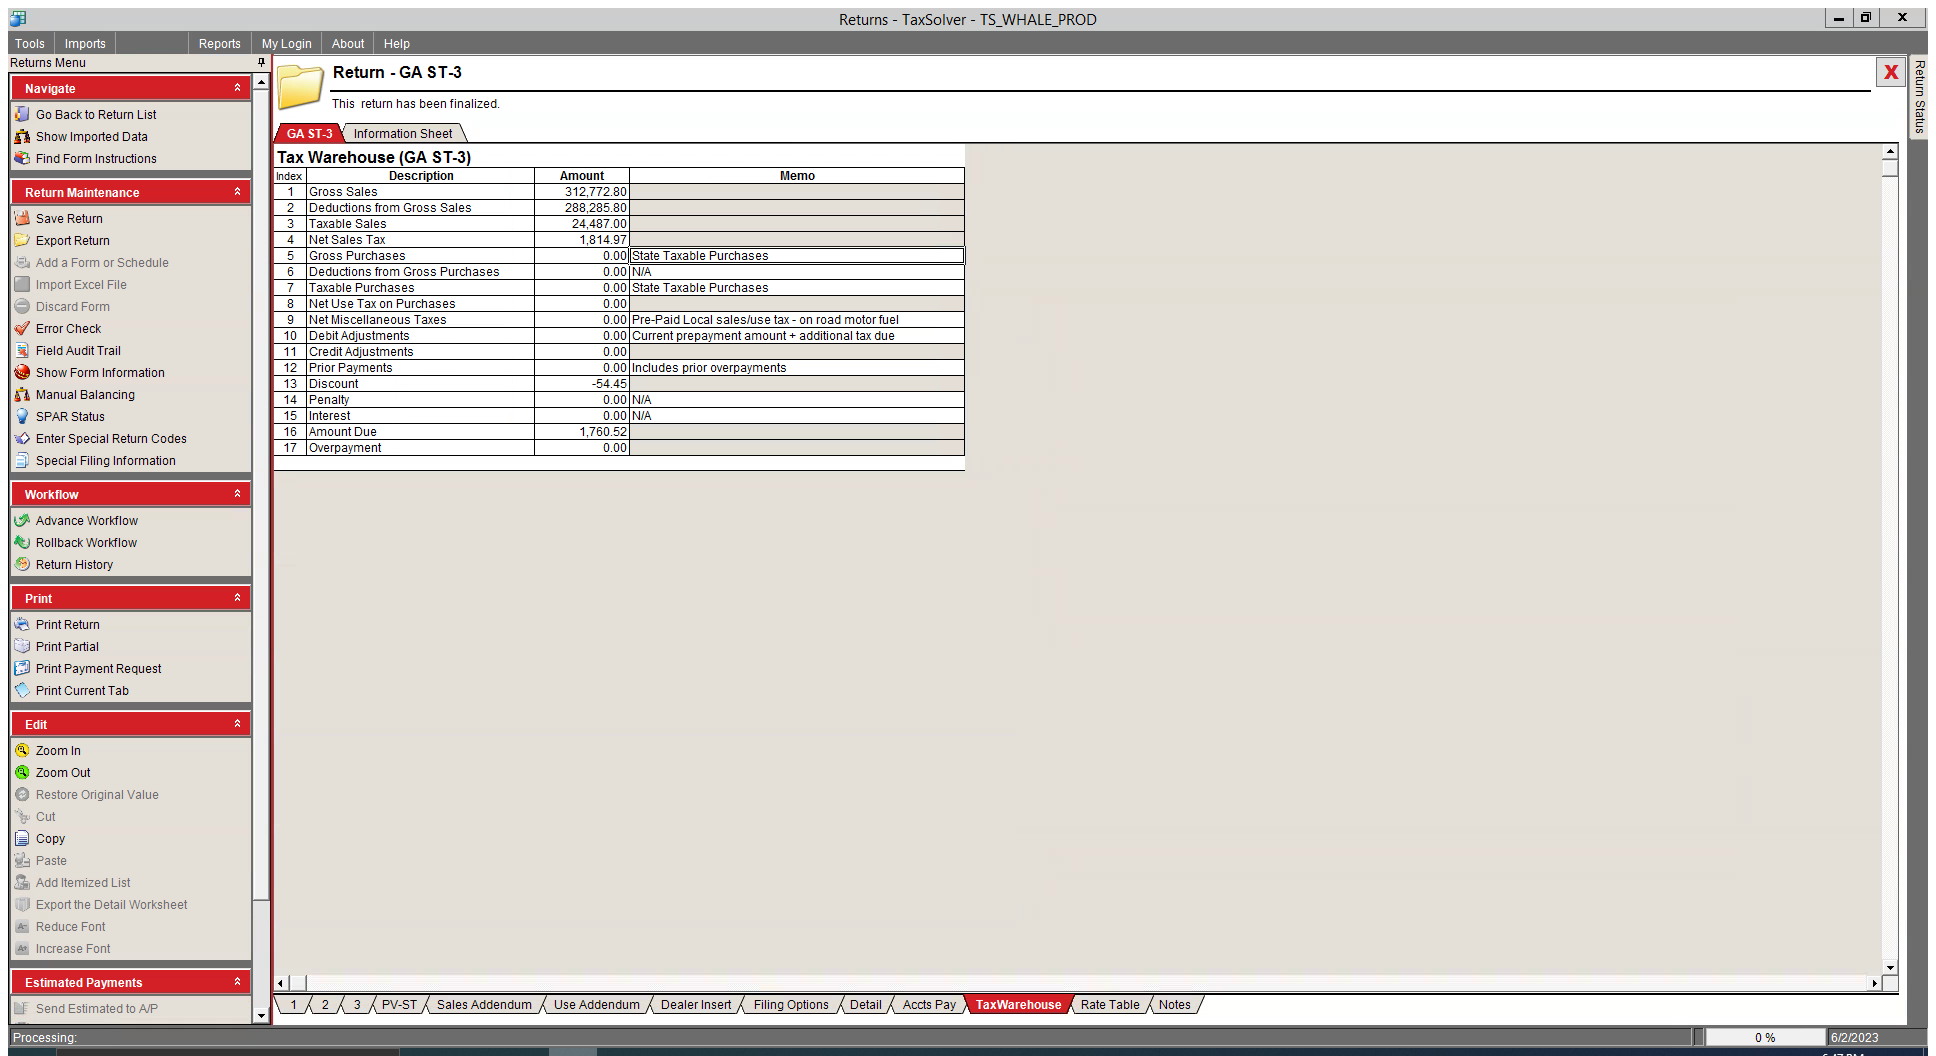 Returns - TaxSolver - TS_WHALE_PROD
Tools Imports Reports My Login About Help
Returns Menu
Navigate
Go Back to Return List
Show Imported Data
Find Form Instructions
Return Maintenance
Save Return
Export Return
Add a Form or Schedule
Import Excel File
Discard Form
Error Check
Field Audit Trail
Show Form Information
Manual Balancing
SPAR Status
Enter Special Return Codes
Special Filing Information
Workflow
Advance Workflow
Rollback Workflow
Return History
Print
Print Return
Print Partial
Print Payment Request
Print Current Tab
Edit
Zoom In
Zoom Out
Restore Original Value
Cut
Copy
Paste
Add Itemized List
Export the Detail Worksheet
Reduce Font
Increase Font
Estimated Payments
Send Estimated to A/P
Return - GA ST-3
This return has been finalized.
GA ST-3 Information Sheet
Tax Warehouse (GA ST-3)
Index Description Amount Memo
1 Gross Sales 312,772.80
2 Deductions from Gross Sales 288,285.80
3 Taxable Sales 24,487.00
4 Net Sales Tax 1,814.97
5 Gross Purchases 0.00 State Taxable Purchases
6 Deductions from Gross Purchases 0.00 N/A
7 Taxable Purchases 0.00 State Taxable Purchases
8 Net Use Tax on Purchases 0.00
9 Net Miscellaneous Taxes 0.00 Pre-Paid Local sales/use tax - on road motor fuel
10 Debit Adjustments 0.00 Current prepayment amount + additional tax due
11 Credit Adjustments 0.00
12 Prior Payments 0.00 Includes prior overpayments
13 Discount -54.45
14 Penalty 0.00 N/A
15 Interest 0.00 N/A
16 Amount Due 1,760.52
17 Overpayment 0.00
1 2 3 PV-ST Sales Addendum Use Addendum Dealer Insert Filing Options Detail Accts Pay TaxWarehouse Rate Table Notes
Return Status
Processing: 0 % 6/2/2023